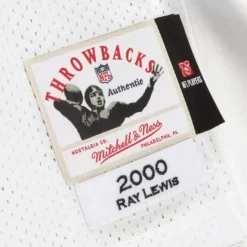 THROWBACKS
NFL
Authentic
NOSTALGIA CO.
Mitchell & Ness
PHILADELPHIA, PA.
NFL PLAYERS
2000
RAY LEWIS